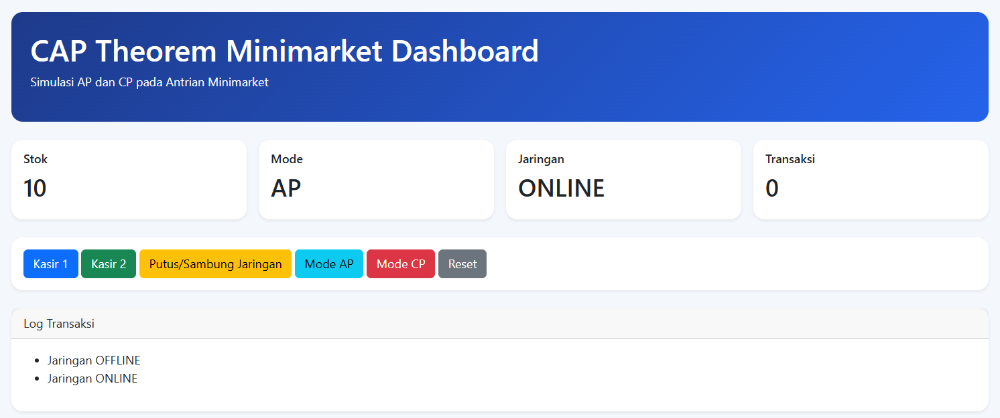 CAP Theorem Minimarket Dashboard
Simulasi AP dan CP pada Antrian Minimarket
Stok
10
Mode
AP
Jaringan
ONLINE
Transaksi
0
Kasir 1 Kasir 2 Putus/Sambung Jaringan Mode AP Mode CP Reset
Log Transaksi
Jaringan OFFLINE
Jaringan ONLINE